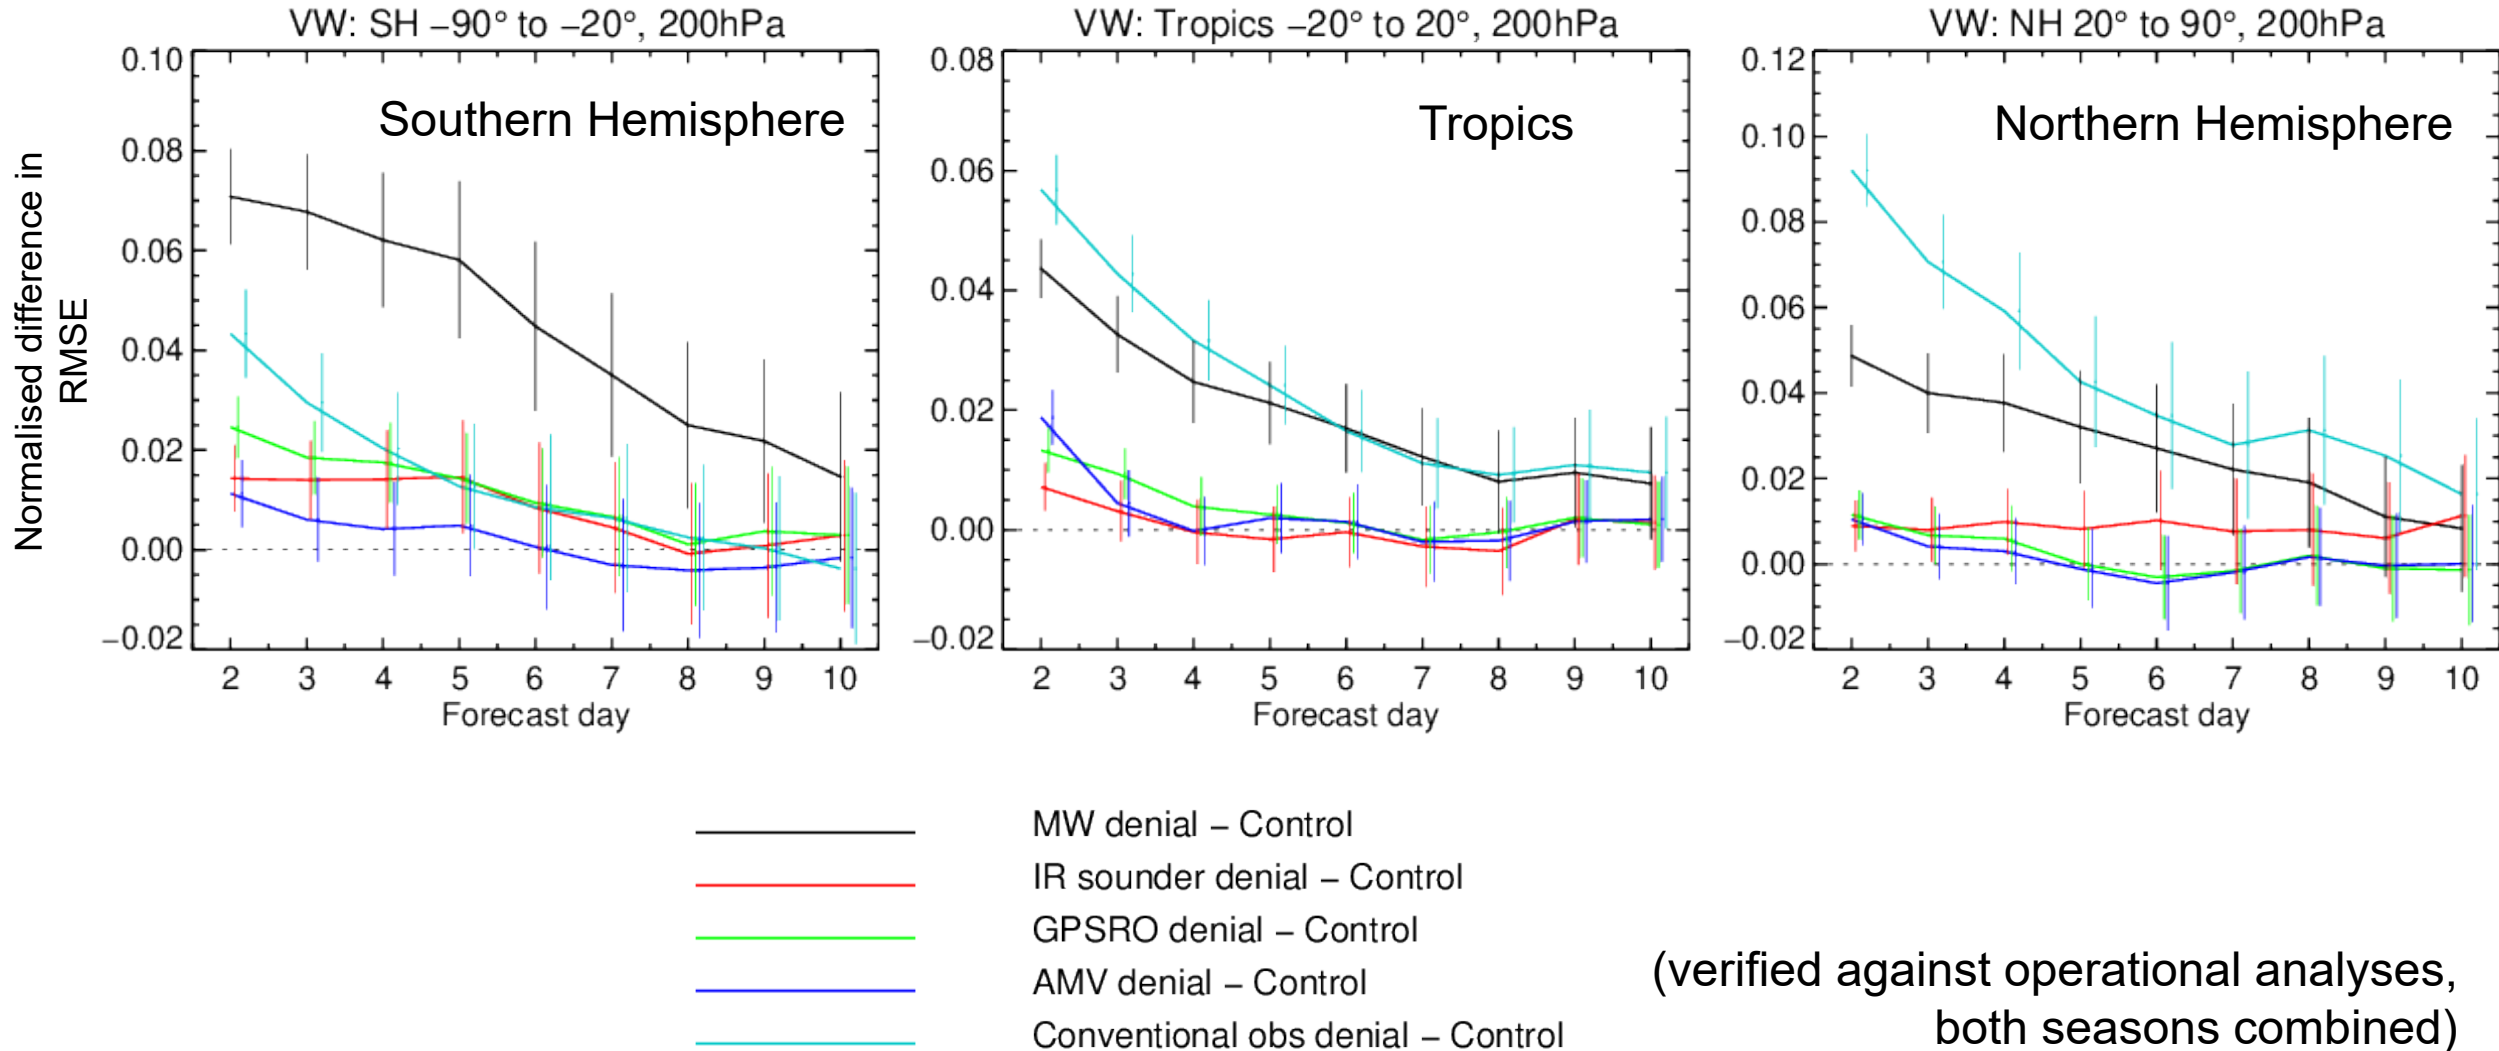 VW: SH −90° to −20°, 200hPa
Southern Hemisphere
Normalised difference in
RMSE
0.10
0.08
0.06
0.04
0.02
0.00
−0.02
2 3 4 5 6 7 8 9 10
Forecast day
VW: Tropics −20° to 20°, 200hPa
Tropics
0.08
0.06
0.04
0.02
0.00
−0.02
2 3 4 5 6 7 8 9 10
Forecast day
VW: NH 20° to 90°, 200hPa
Northern Hemisphere
0.12
0.10
0.08
0.06
0.04
0.02
0.00
−0.02
2 3 4 5 6 7 8 9 10
Forecast day
MW denial − Control
IR sounder denial − Control
GPSRO denial − Control
AMV denial − Control
Conventional obs denial − Control
(verified against operational analyses,
both seasons combined)